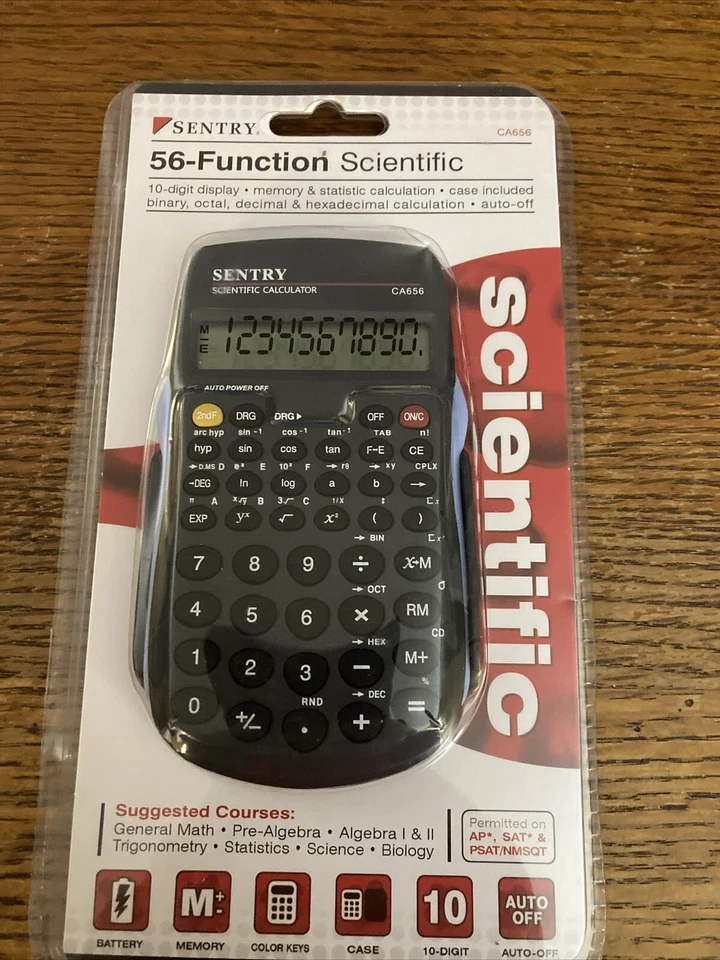 SENTRY.
CA656
56-Function Scientific
10-digit display • memory & statistic calculation • case included
binary, octal, decimal & hexadecimal calculation • auto-off
SENTRY
SCIENTIFIC CALCULATOR CA656
M
E
1234567890.
AUTO POWER OFF
2ndF DRG DRG▶ OFF ON/C
arc hyp sin⁻¹ cos⁻¹ tan⁻¹ TAB n!
hyp sin cos tan F↔E CE
→D.MS D eˣ E 10ˣ F →rθ →xy CPLX
→DEG ln log a b →
π A ˣ√y B 3√ C 1/X
EXP yˣ √ x² ( )
→ BIN
7 8 9 ÷ X→M
→ OCT σ
4 5 6 × RM
→ HEX CD
1 2 3 − M+
RND → DEC %
0 +/− • + =
scientific
Suggested Courses:
General Math • Pre-Algebra • Algebra I & II
Trigonometry • Statistics • Science • Biology
Permitted on
AP*, SAT* &
PSAT/NMSQT
M+-
10
AUTO
OFF
BATTERY MEMORY COLOR KEYS CASE 10-DIGIT AUTO-OFF